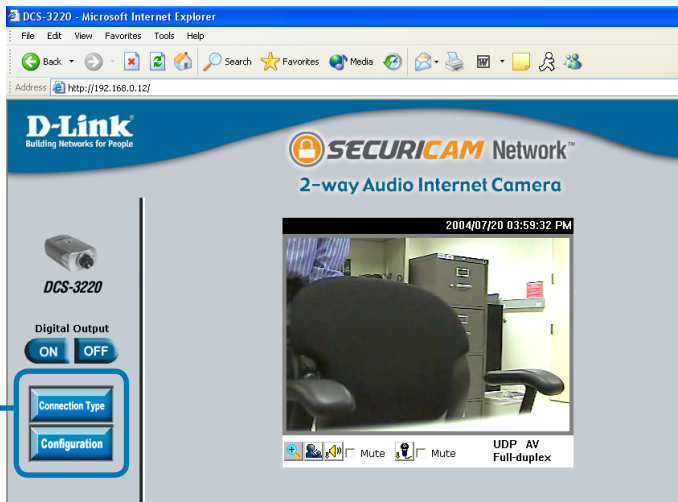 DCS-3220 - Microsoft Internet Explorer
File Edit View Favorites Tools Help
Back Search Favorites Media
Address http://192.168.0.12/
D-Link
Building Networks for People
SECURICAM Network™
2-way Audio Internet Camera
2004/07/20 03:59:32 PM
DCS-3220
Digital Output
ON OFF
Connection Type
Configuration
Mute Mute
UDP AV
Full-duplex